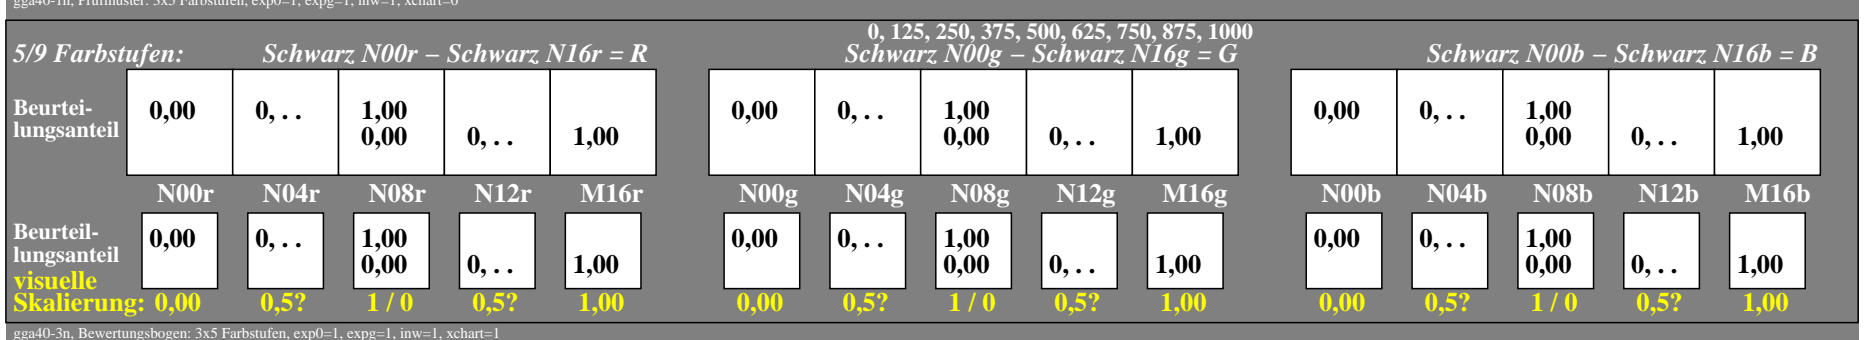 gga40-1n, Prüfmuster: 3x5 Farbstufen, exp0=1, expg=1, inw=1, xchart=0
0, 125, 250, 375, 500, 625, 750, 875, 1000
5/9 Farbstufen: Schwarz N00r – Schwarz N16r = R Schwarz N00g – Schwarz N16g = G Schwarz N00b – Schwarz N16b = B
Beurtei- 0,00 0, . . 1,00 0,00 0, . . 1,00 0,00 0, . . 1,00
lungsanteil 0,00 0, . . 1,00 0,00 0, . . 1,00 0,00 0, . . 1,00
N00r N04r N08r N12r M16r N00g N04g N08g N12g M16g N00b N04b N08b N12b M16b
Beurteil- 0,00 0, . . 1,00 0,00 0, . . 1,00 0,00 0, . . 1,00
lungsanteil 0,00 0, . . 1,00 0,00 0, . . 1,00 0,00 0, . . 1,00
visuelle
Skalierung: 0,00 0,5? 1 / 0 0,5? 1,00 0,00 0,5? 1 / 0 0,5? 1,00 0,00 0,5? 1 / 0 0,5? 1,00
gga40-3n, Bewertungsbogen: 3x5 Farbstufen, exp0=1, expg=1, inw=1, xchart=1